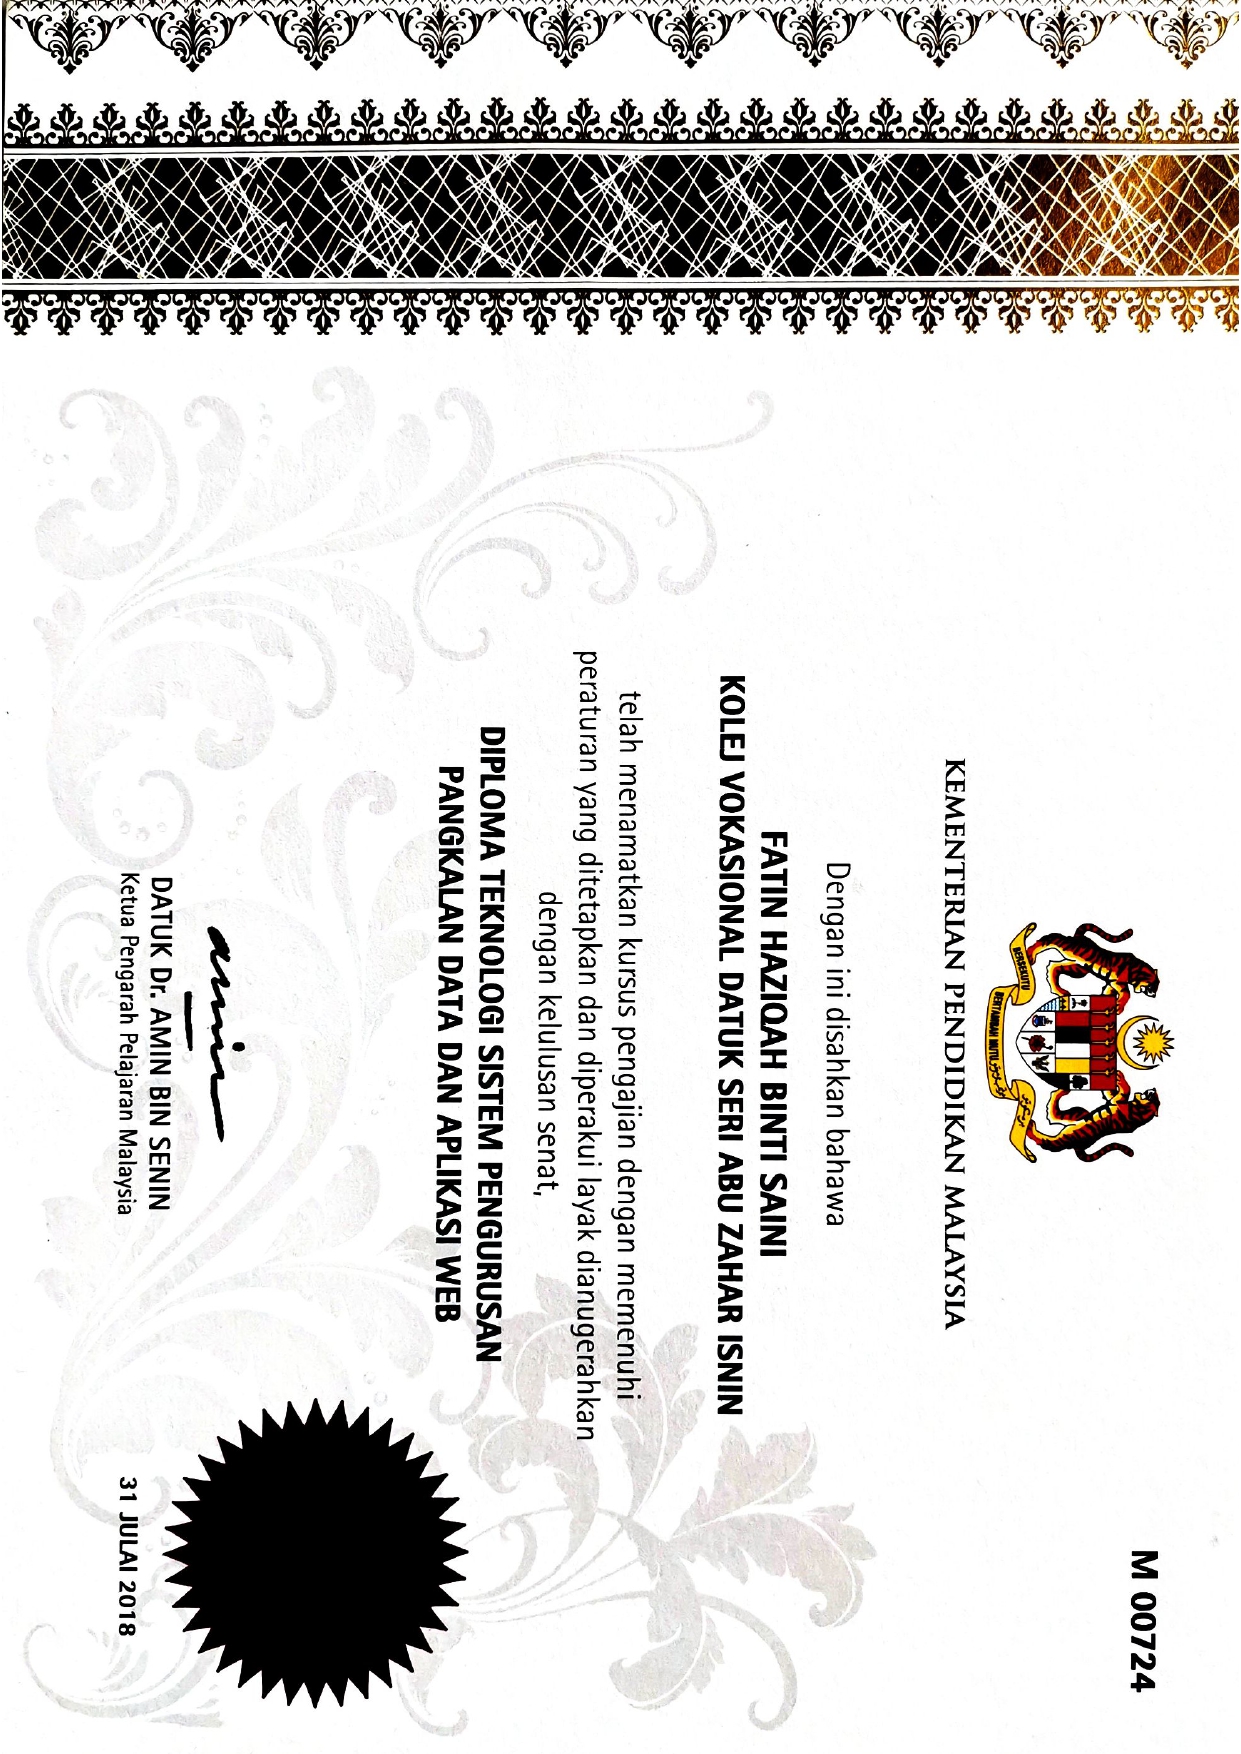 M 00724
BERSEKUTU
BERTAMBAH MUTU
KEMENTERIAN PENDIDIKAN MALAYSIA
Dengan ini disahkan bahawa
FATIN HAZIQAH BINTI SAINI
KOLEJ VOKASIONAL DATUK SERI ABU ZAHAR ISNIN
telah menamatkan kursus pengajian dengan memenuhi
peraturan yang ditetapkan dan diperakui layak dianugerahkan
dengan kelulusan senat,
DIPLOMA TEKNOLOGI SISTEM PENGURUSAN
PANGKALAN DATA DAN APLIKASI WEB
amin
DATUK Dr. AMIN BIN SENIN
Ketua Pengarah Pelajaran Malaysia
31 JULAI 2018